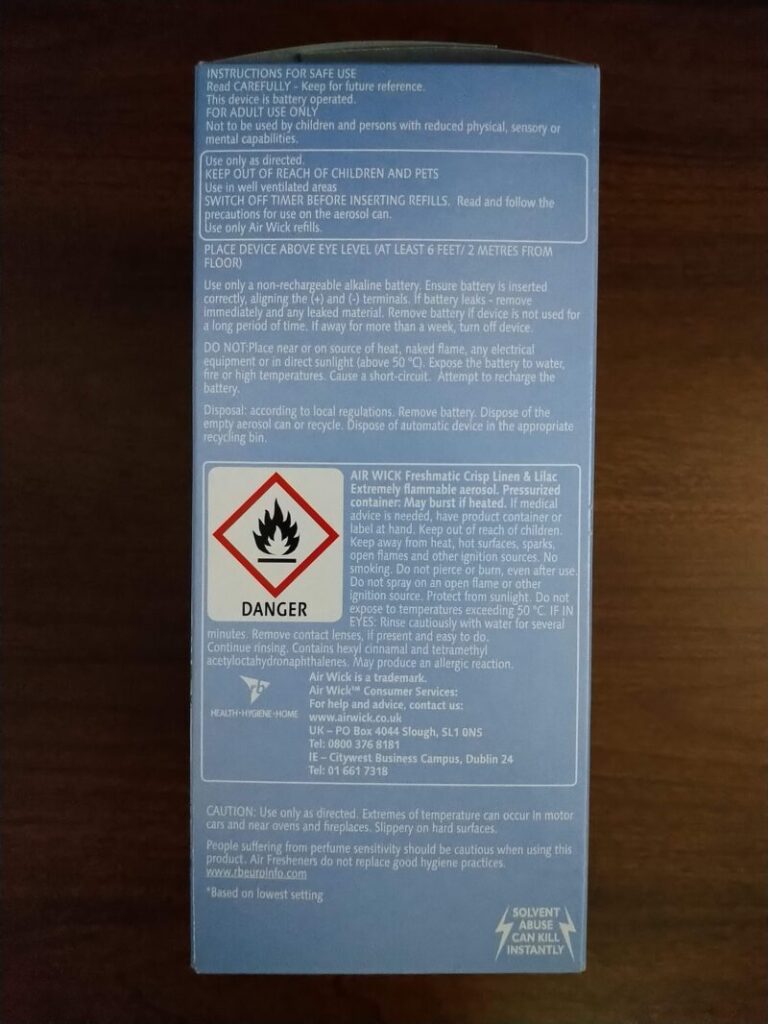 INSTRUCTIONS FOR SAFE USE
Read CAREFULLY - Keep for future reference.
This device is battery operated.
FOR ADULT USE ONLY
Not to be used by children and persons with reduced physical, sensory or
mental capabilities.
Use only as directed.
KEEP OUT OF REACH OF CHILDREN AND PETS
Use in well ventilated areas
SWITCH OFF TIMER BEFORE INSERTING REFILLS. Read and follow the
precautions for use on the aerosol can.
Use only Air Wick refills.
PLACE DEVICE ABOVE EYE LEVEL (AT LEAST 6 FEET/ 2 METRES FROM
FLOOR)
Use only a non-rechargeable alkaline battery. Ensure battery is inserted
correctly, aligning the (+) and (-) terminals. If battery leaks - remove
immediately and any leaked material. Remove battery if device is not used for
a long period of time. If away for more than a week, turn off device.
DO NOT:Place near or on source of heat, naked flame, any electrical
equipment or in direct sunlight (above 50 °C). Expose the battery to water,
fire or high temperatures. Cause a short-circuit. Attempt to recharge the
battery.
Disposal: according to local regulations. Remove battery. Dispose of the
empty aerosol can or recycle. Dispose of automatic device in the appropriate
recycling bin.
DANGER
AIR WICK Freshmatic Crisp Linen & Lilac
Extremely flammable aerosol. Pressurized
container: May burst if heated. If medical
advice is needed, have product container or
label at hand. Keep out of reach of children.
Keep away from heat, hot surfaces, sparks,
open flames and other ignition sources. No
smoking. Do not pierce or burn, even after use.
Do not spray on an open flame or other
ignition source. Protect from sunlight. Do not
expose to temperatures exceeding 50 °C. IF IN
EYES: Rinse cautiously with water for several
minutes. Remove contact lenses, if present and easy to do.
Continue rinsing. Contains hexyl cinnamal and tetramethyl
acetyloctahydronaphthalenes. May produce an allergic reaction.
rb
HEALTH•HYGIENE•HOME
Air Wick is a trademark.
Air Wick™ Consumer Services:
For help and advice, contact us:
www.airwick.co.uk
UK – PO Box 4044 Slough, SL1 0NS
Tel: 0800 376 8181
IE – Citywest Business Campus, Dublin 24
Tel: 01 661 7318
CAUTION: Use only as directed. Extremes of temperature can occur in motor
cars and near ovens and fireplaces. Slippery on hard surfaces.
People suffering from perfume sensitivity should be cautious when using this
product. Air Fresheners do not replace good hygiene practices.
www.rbeuroinfo.com
*Based on lowest setting
SOLVENT
ABUSE
CAN KILL
INSTANTLY